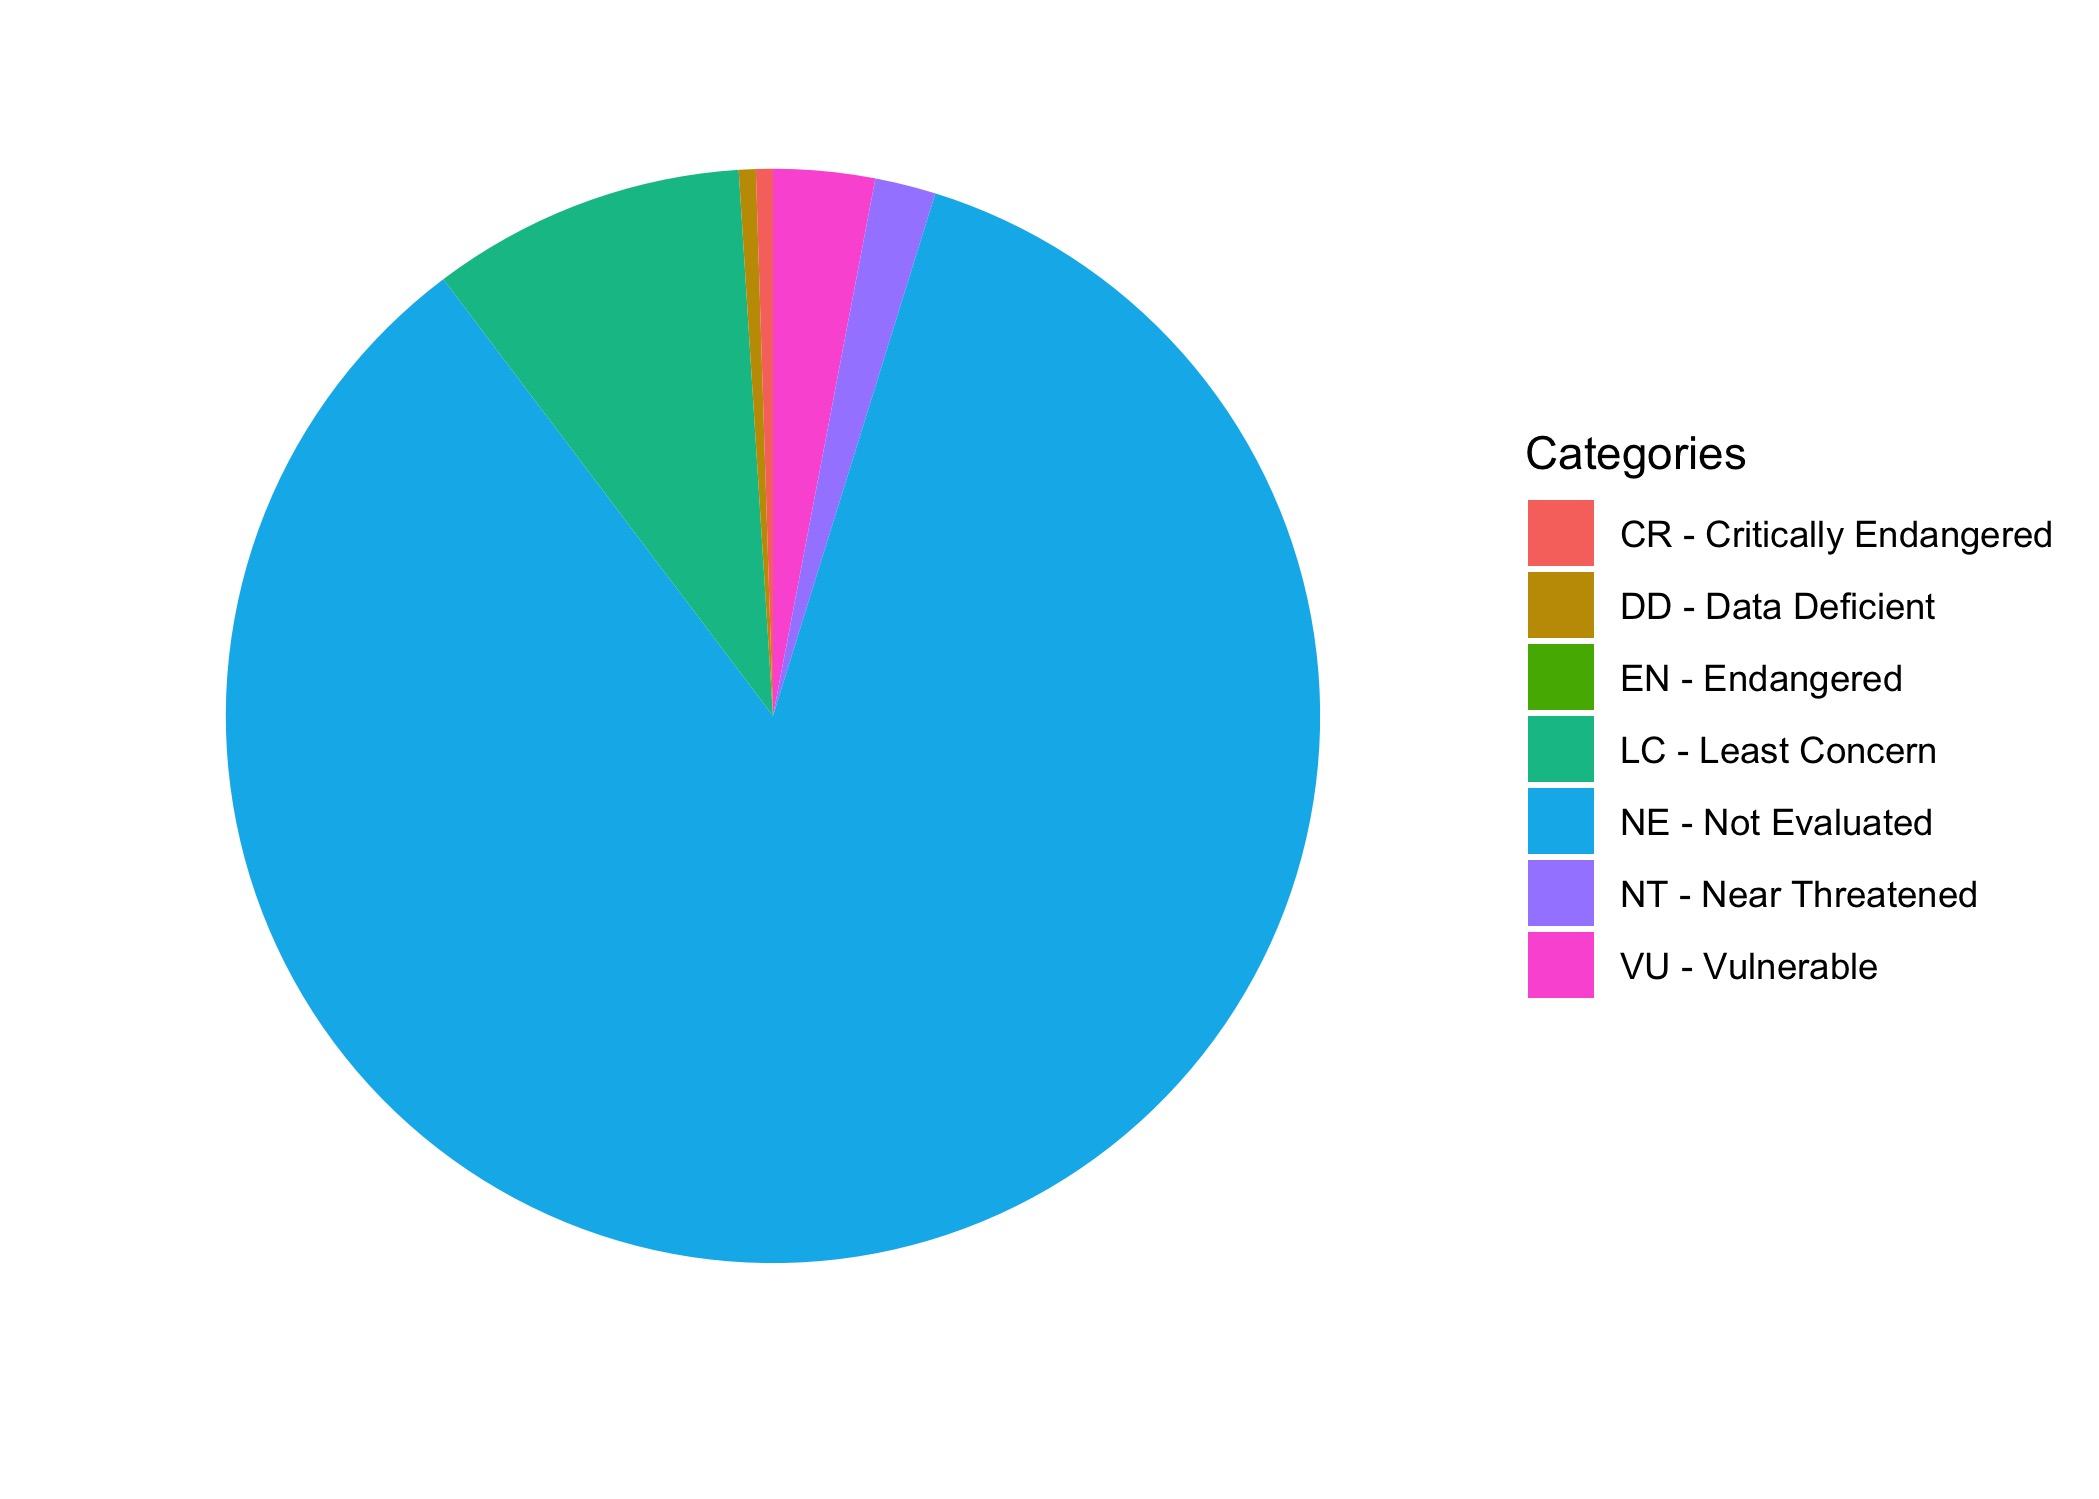 Categories
CR - Critically Endangered
DD - Data Deficient
EN - Endangered
LC - Least Concern
NE - Not Evaluated
NT - Near Threatened
VU - Vulnerable